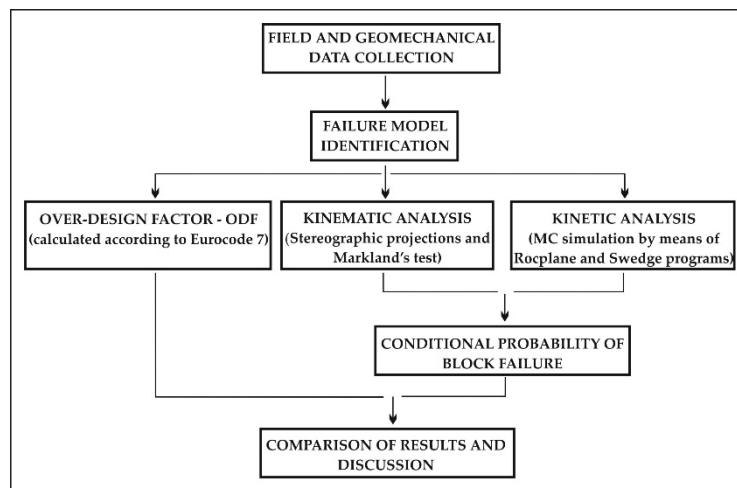 FIELD AND GEOMECHANICAL
DATA COLLECTION
FAILURE MODEL
IDENTIFICATION
OVER-DESIGN FACTOR - ODF
(calculated according to Eurocode 7)
KINEMATIC ANALYSIS
(Stereographic projections and
Markland's test)
KINETIC ANALYSIS
(MC simulation by means of
Rocplane and Swedge programs)
CONDITIONAL PROBABILITY OF
BLOCK FAILURE
COMPARISON OF RESULTS AND
DISCUSSION